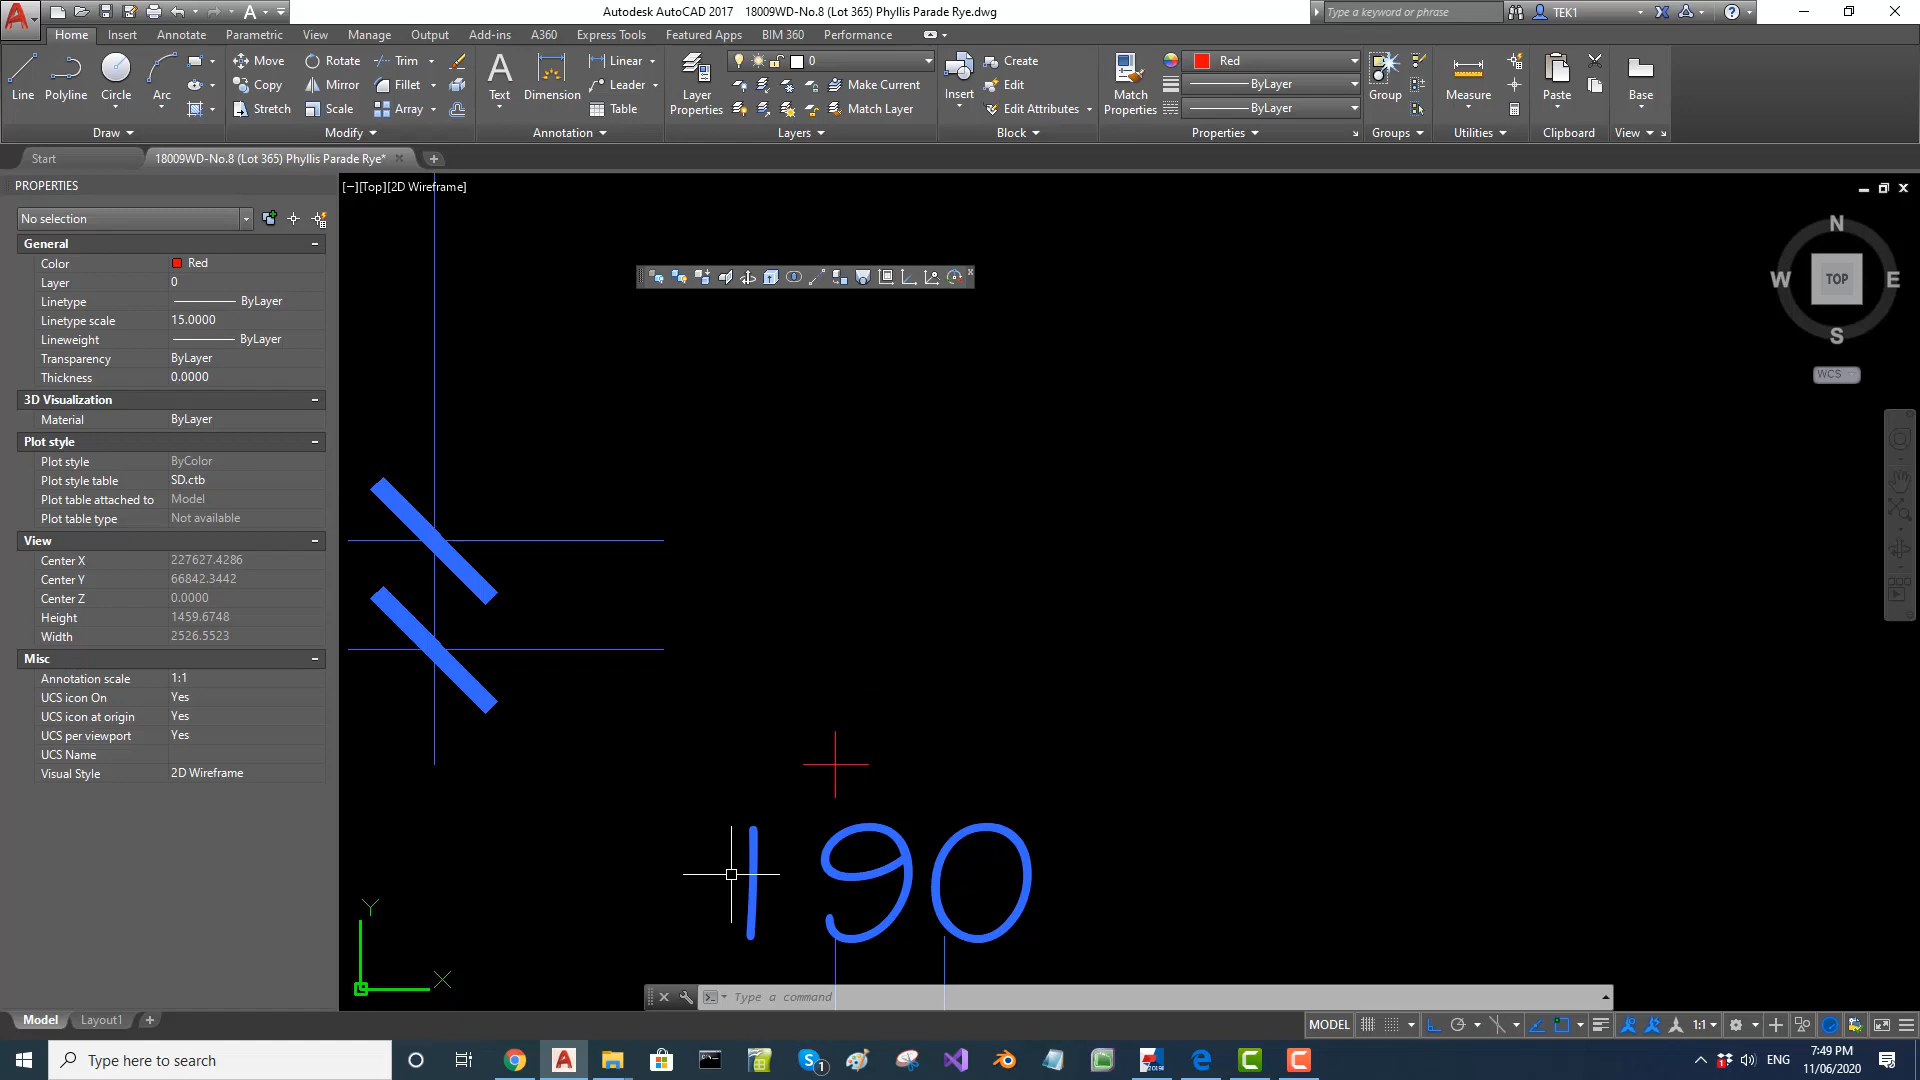 Autodesk AutoCAD 2017 18009WD-No.8 (Lot 365) Phyllis Parade Rye.dwg
Type a keyword or phrase
TEK1
Home Insert Annotate Parametric View Manage Output Add-ins A360 Express Tools Featured Apps BIM 360 Performance
Line
Polyline
Circle
Arc
Draw
Move
Rotate
Trim
Copy
Mirror
Fillet
Stretch
Scale
Array
Modify
Text
Dimension
Linear
Leader
Table
Annotation
Layer
Properties
0
Make Current
Match Layer
Layers
Insert
Create
Edit
Edit Attributes
Block
Match
Properties
Red
ByLayer
ByLayer
Properties
Group
Groups
Measure
Utilities
Paste
Clipboard
Base
View
Start
18009WD-No.8 (Lot 365) Phyllis Parade Rye*
PROPERTIES
No selection
General
Color Red
Layer 0
Linetype ByLayer
Linetype scale 15.0000
Lineweight ByLayer
Transparency ByLayer
Thickness 0.0000
3D Visualization
Material ByLayer
Plot style
Plot style ByColor
Plot style table SD.ctb
Plot table attached to Model
Plot table type Not available
View
Center X 227627.4286
Center Y 66842.3442
Center Z 0.0000
Height 1459.6748
Width 2526.5523
Misc
Annotation scale 1:1
UCS icon On Yes
UCS icon at origin Yes
UCS per viewport Yes
UCS Name
Visual Style 2D Wireframe
[−][Top][2D Wireframe]
N
W TOP E
S
WCS
190
Y
X
Type a command
Model Layout1
MODEL 1:1
Type here to search
ENG
7:49 PM
11/06/2020